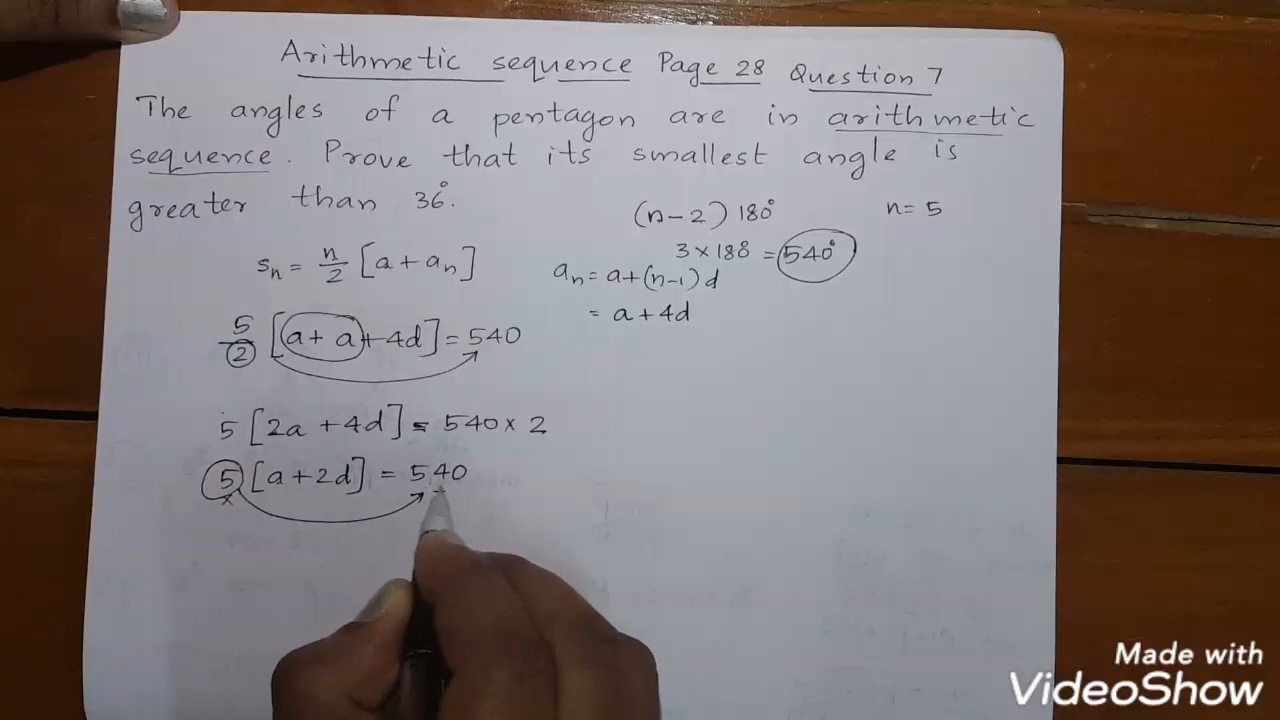 Arithmetic sequence Page 28 Question 7
The angles of a pentagon are in arithmetic
sequence. Prove that its smallest angle is
greater than 36°.
(n-2) 180° n= 5
3 × 180 = 540°
Sn = n/2 [a + an] an = a+(n-1)d
= a + 4d
5/2 [a + a + 4d] = 540
5 [2a + 4d] = 540 × 2
5 [a + 2d] = 540
x
Made with
VideoShow